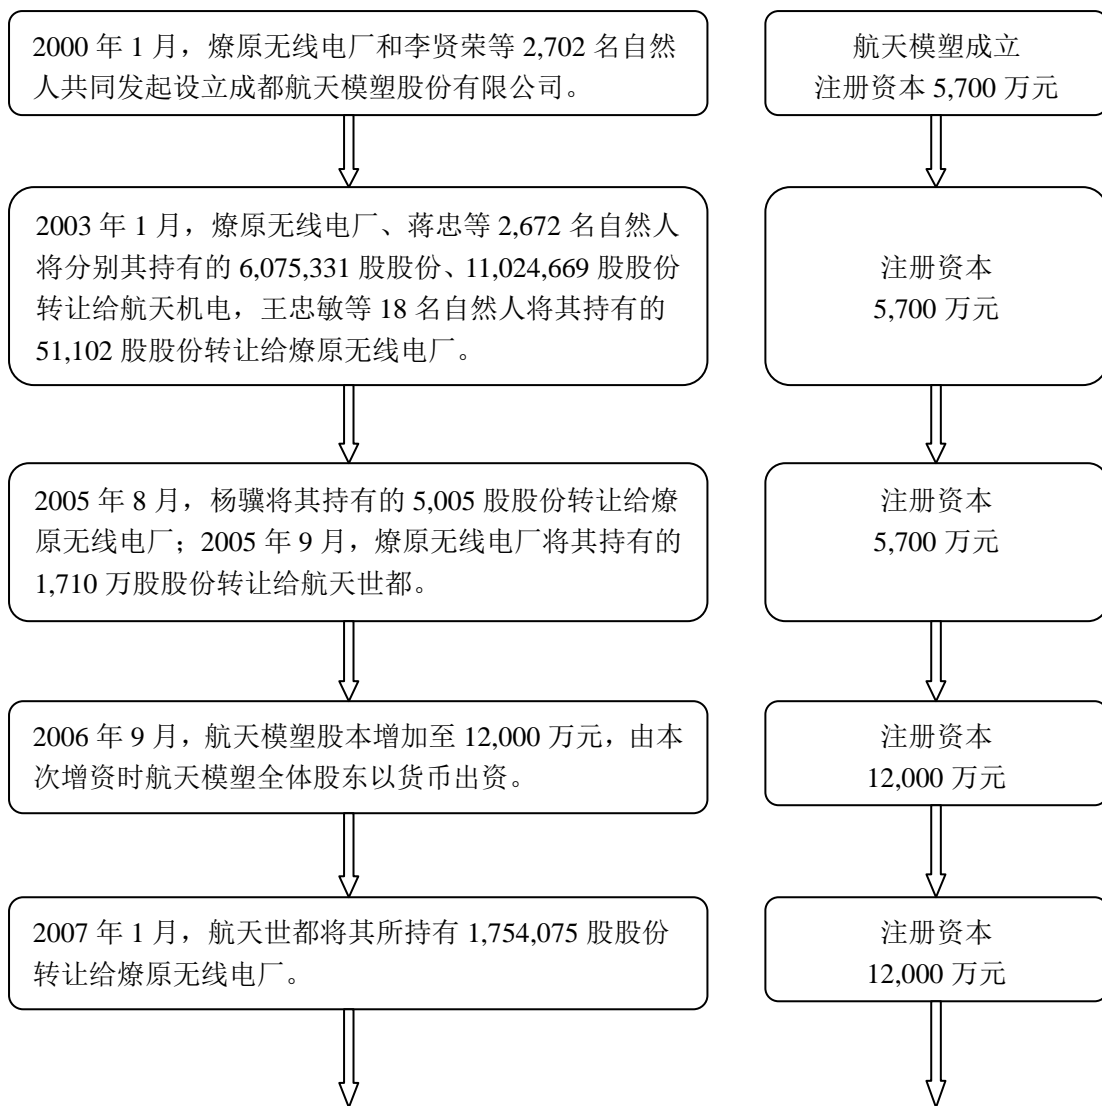 2000 年 1 月，燎原无线电厂和李贤荣等 2,702 名自然
人共同发起设立成都航天模塑股份有限公司。
航天模塑成立
注册资本 5,700 万元
2003 年 1 月，燎原无线电厂、蒋忠等 2,672 名自然人
将分别其持有的 6,075,331 股股份、11,024,669 股股份
转让给航天机电，王忠敏等 18 名自然人将其持有的
51,102 股股份转让给燎原无线电厂。
注册资本
5,700 万元
2005 年 8 月，杨骥将其持有的 5,005 股股份转让给燎
原无线电厂；2005 年 9 月，燎原无线电厂将其持有的
1,710 万股股份转让给航天世都。
注册资本
5,700 万元
2006 年 9 月，航天模塑股本增加至 12,000 万元，由本
次增资时航天模塑全体股东以货币出资。
注册资本
12,000 万元
2007 年 1 月，航天世都将其所持有 1,754,075 股股份
转让给燎原无线电厂。
注册资本
12,000 万元